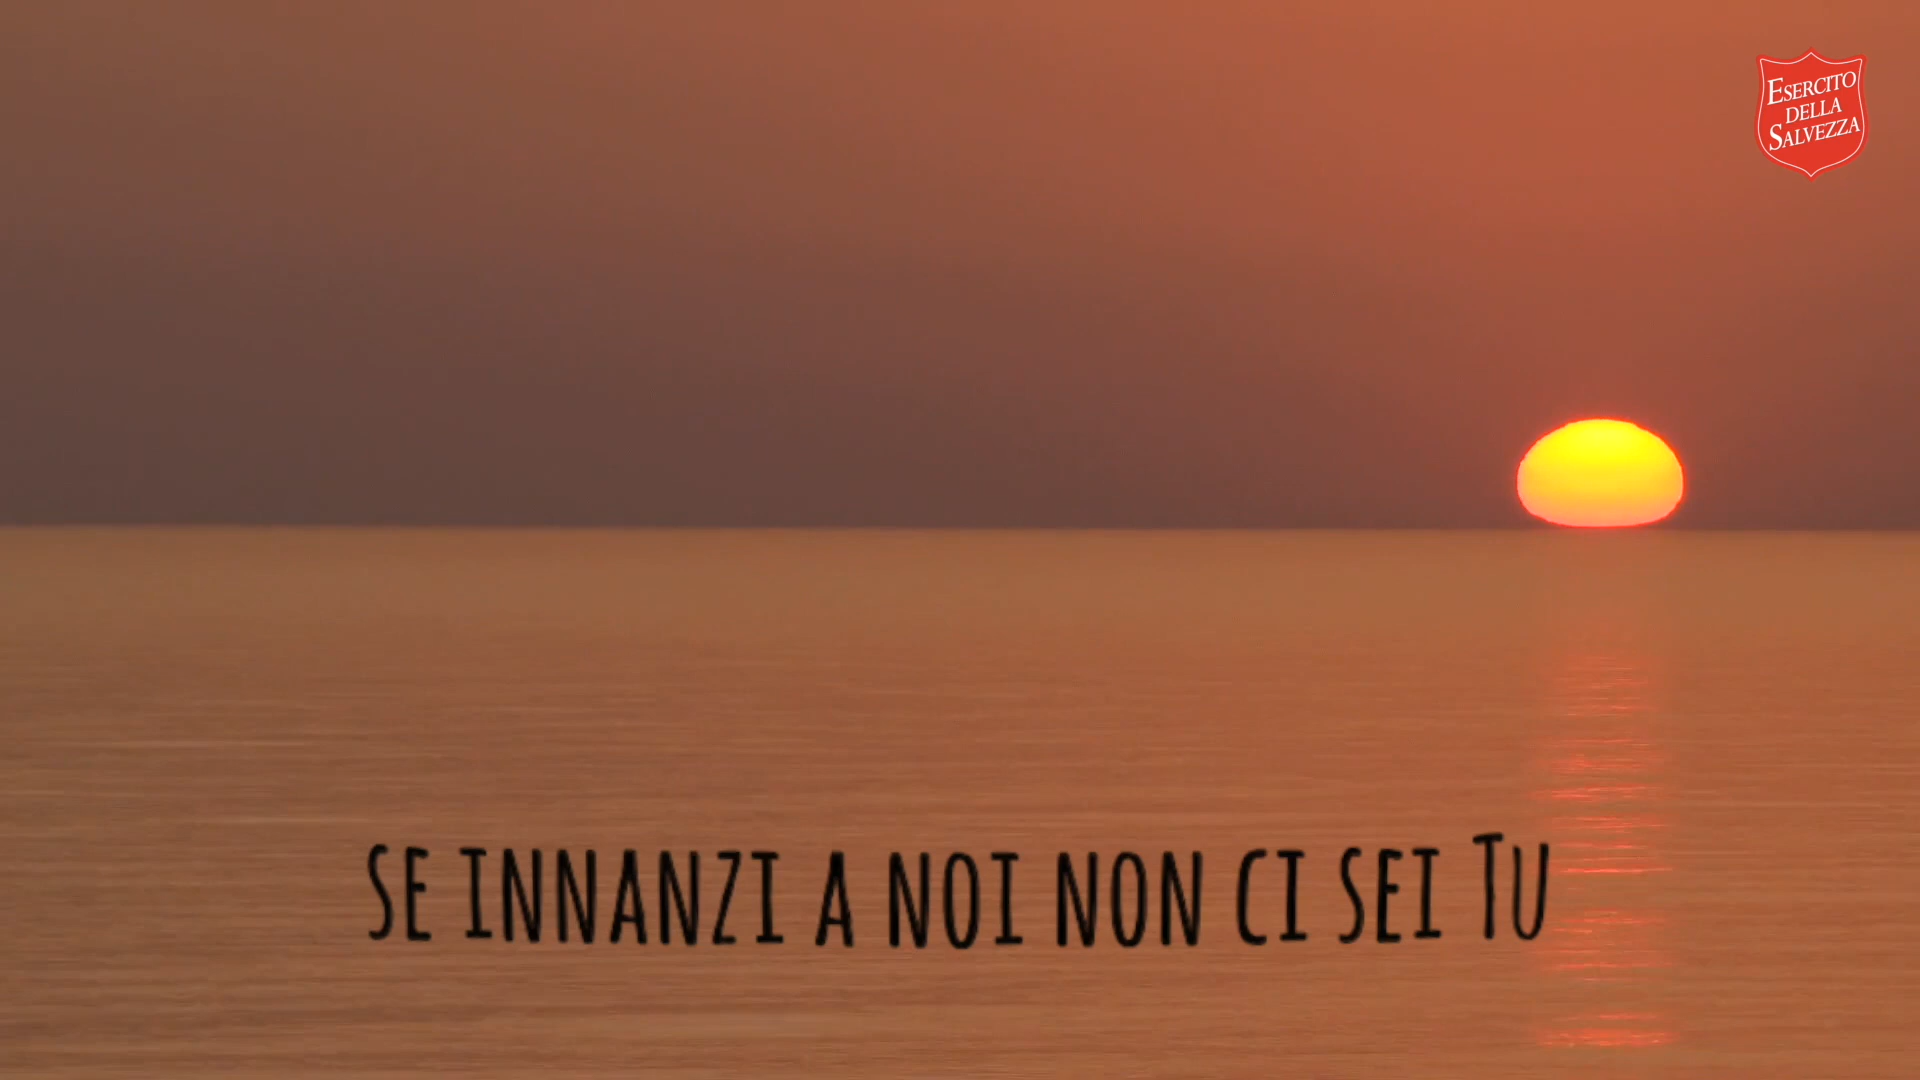 ESERCITO
DELLA
SALVEZZA
SE INNANZI A NOI NON CI SEI TU